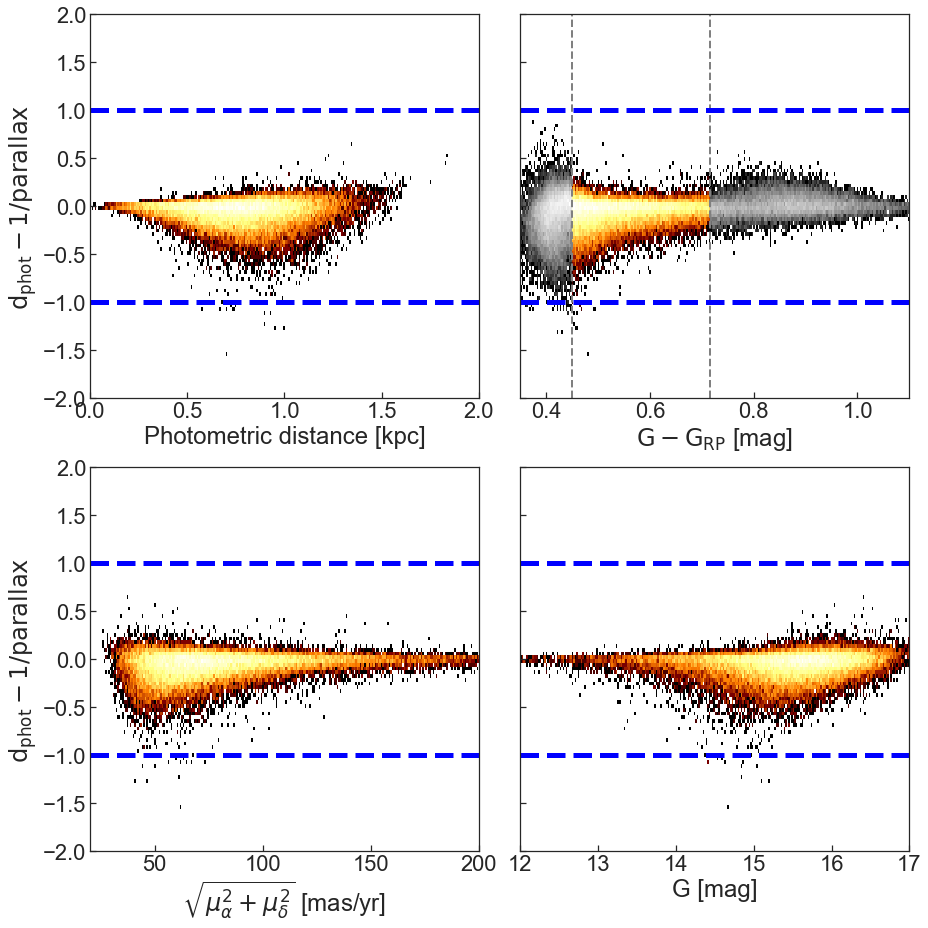 d_phot − 1/parallax
2.0
1.5
1.0
0.5
0.0
−0.5
−1.0
−1.5
−2.0
0.0 0.5 1.0 1.5 2.0
Photometric distance [kpc]
0.4 0.6 0.8 1.0
G − G_RP [mag]
d_phot − 1/parallax
2.0
1.5
1.0
0.5
0.0
−0.5
−1.0
−1.5
−2.0
50 100 150 200
√μ_α^2 + μ_δ^2 [mas/yr]
12 13 14 15 16 17
G [mag]